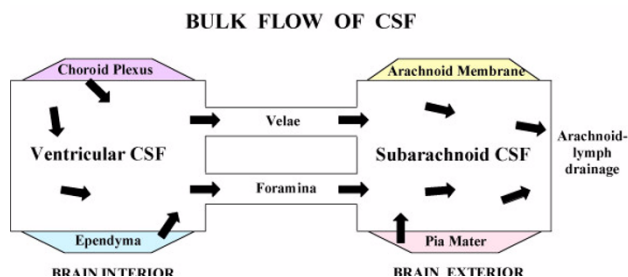 BULK FLOW OF CSF
Choroid Plexus
Arachnoid Membrane
Velae
Ventricular CSF
Subarachnoid CSF
Arachnoid-
lymph
drainage
Foramina
Ependyma
Pia Mater
BRAIN INTERIOR
BRAIN EXTERIOR